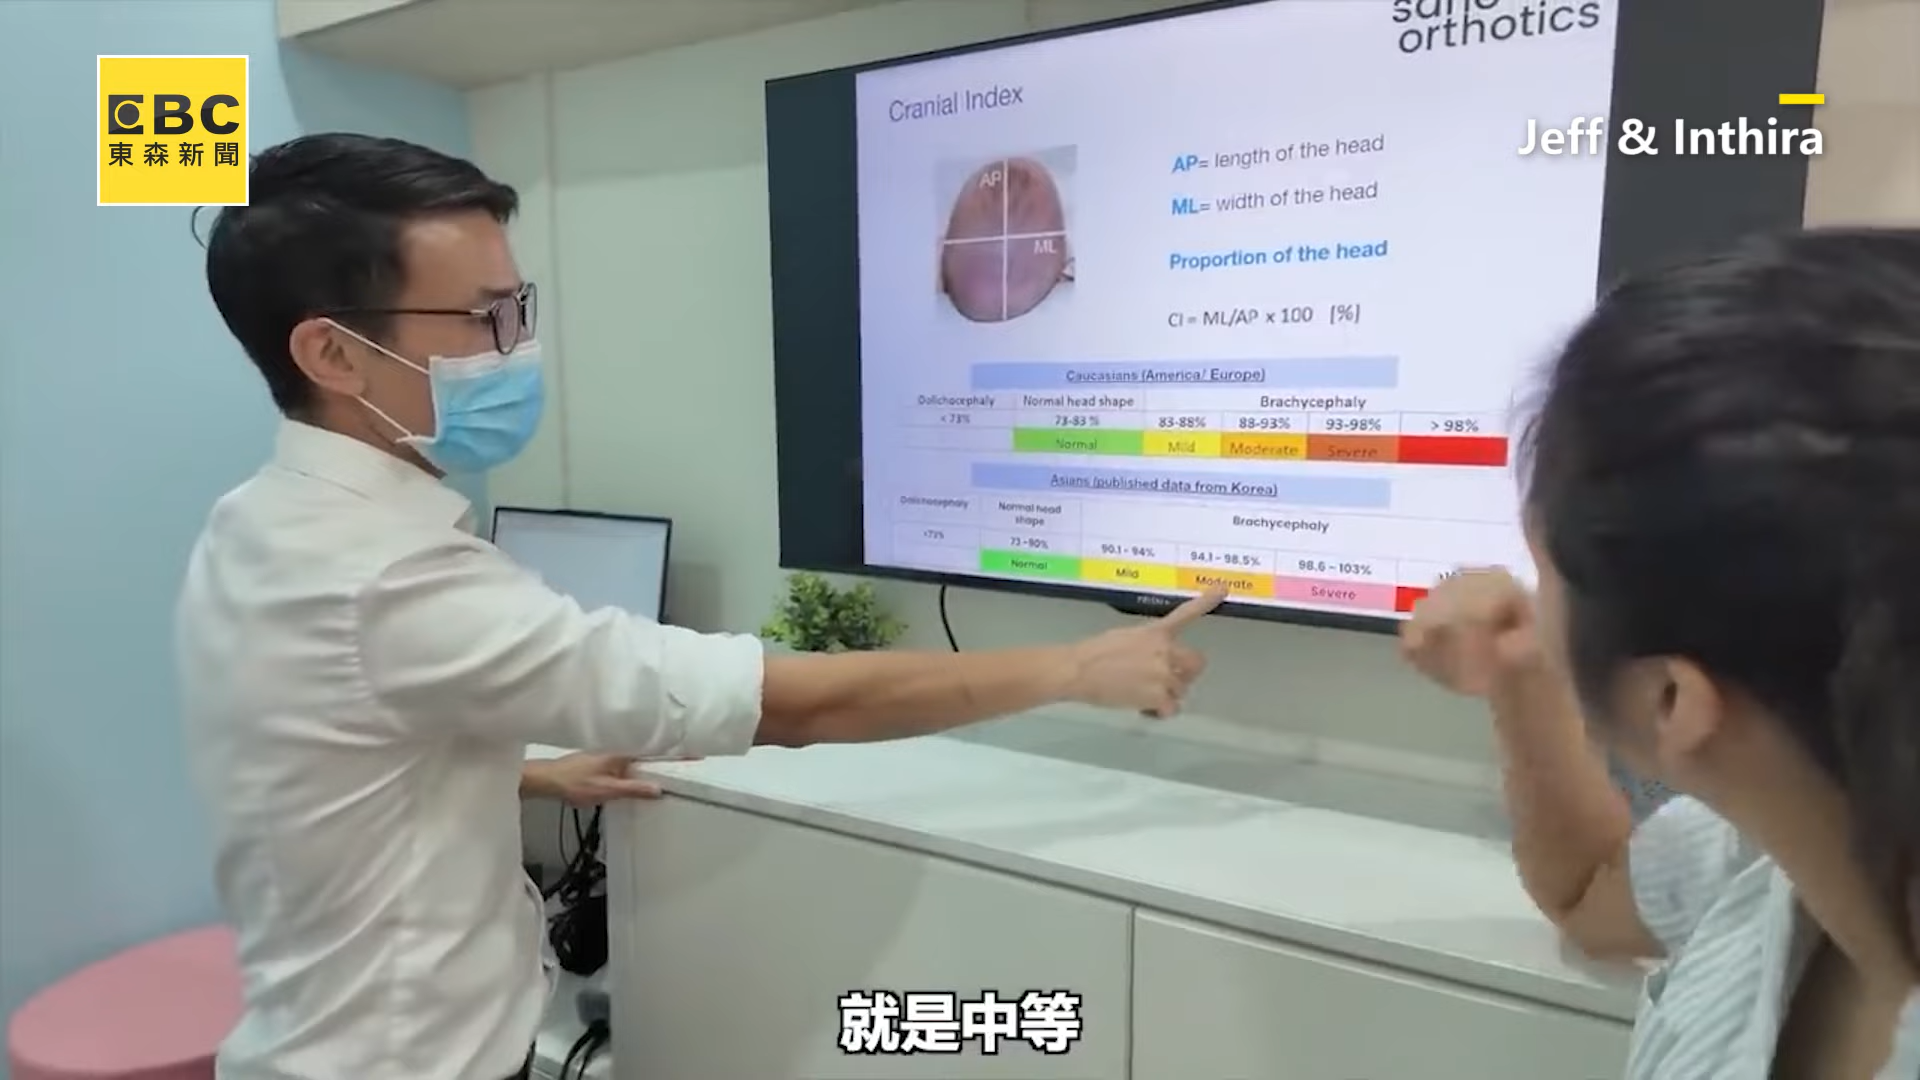 EBC
東森新聞
orthotics
Jeff & Inthira
Cranial Index
AP= length of the head
ML= width of the head
AP
ML
Proportion of the head
CI = ML/AP x 100 [%]
Caucasians (America/ Europe)
Dolichocephaly Normal head shape Brachycephaly
< 73% 73-83 % 83-88% 88-93% 93-98% > 98%
Normal Mild Moderate Severe
Asians (published data from Korea)
Dolichocephaly Normal head shape Brachycephaly
<73% 73-90% 90.1 - 94% 94.1 - 98.5% 98.6 - 103%
Normal Mild Moderate Severe
就是中等